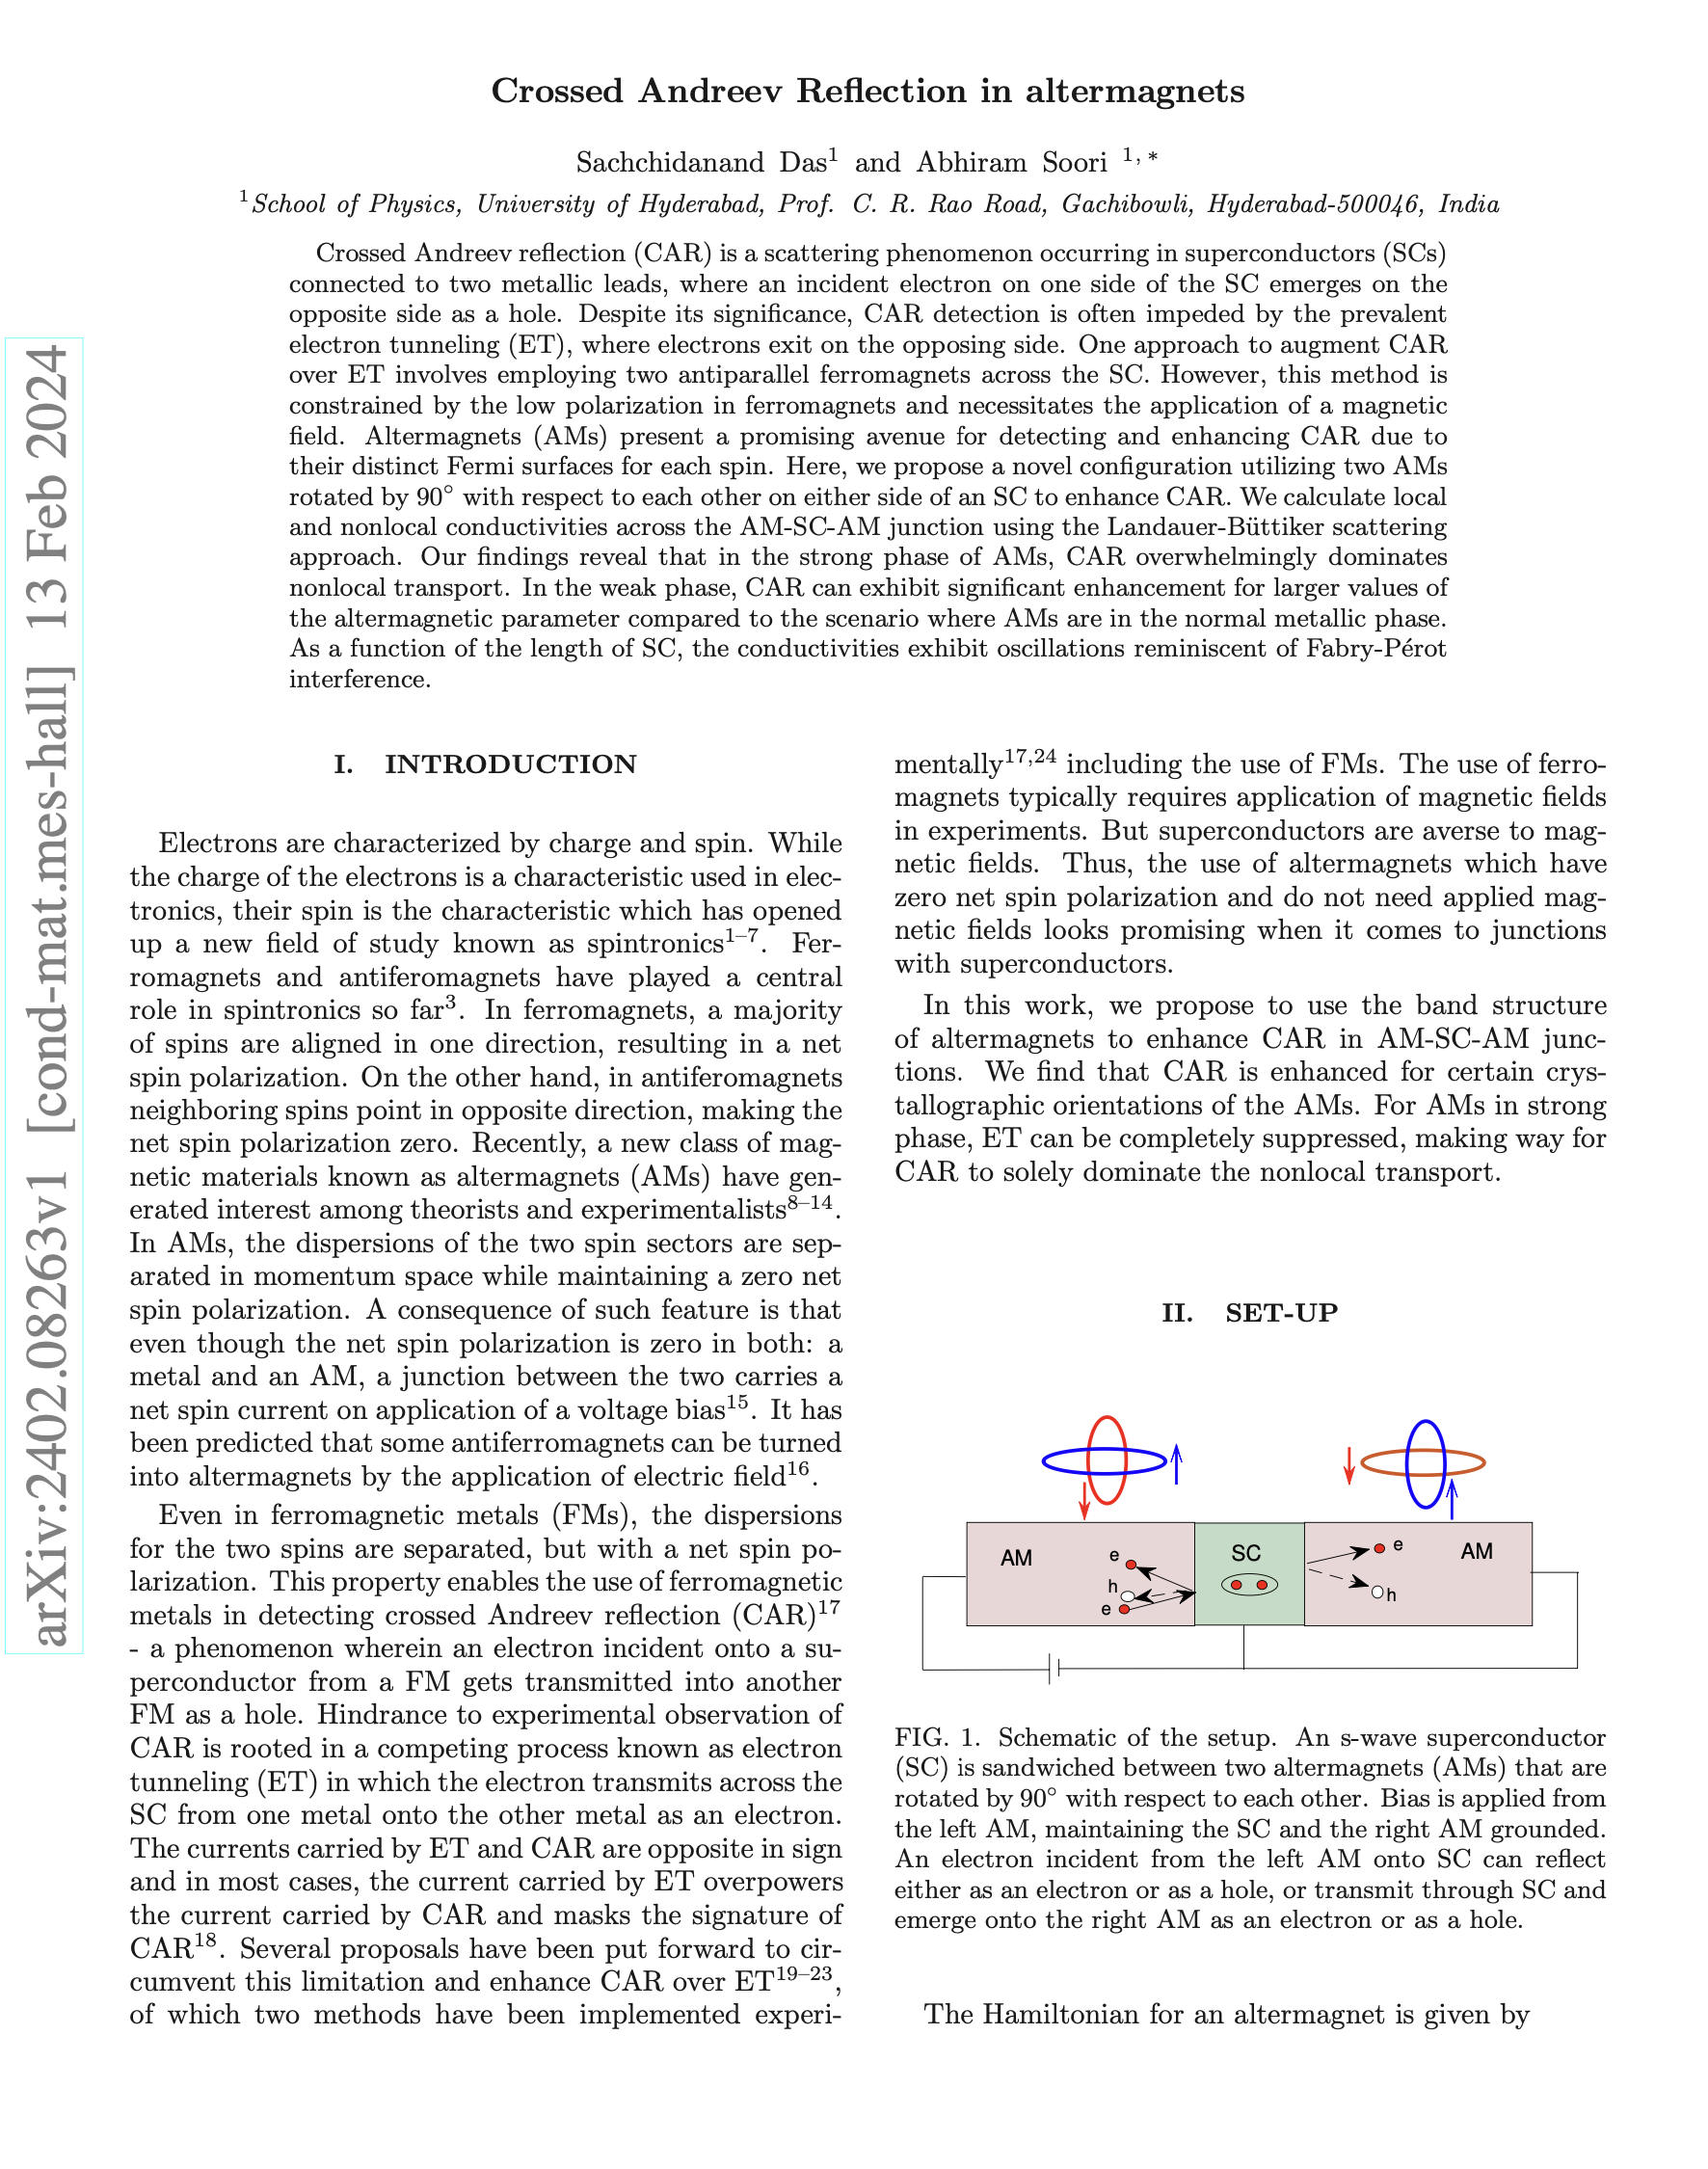 Crossed Andreev Reflection in altermagnets
Sachchidanand Das1 and Abhiram Soori 1, *
1School of Physics, University of Hyderabad, Prof. C. R. Rao Road, Gachibowli, Hyderabad-500046, India
Crossed Andreev reflection (CAR) is a scattering phenomenon occurring in superconductors (SCs)
connected to two metallic leads, where an incident electron on one side of the SC emerges on the
opposite side as a hole. Despite its significance, CAR detection is often impeded by the prevalent
electron tunneling (ET), where electrons exit on the opposing side. One approach to augment CAR
over ET involves employing two antiparallel ferromagnets across the SC. However, this method is
constrained by the low polarization in ferromagnets and necessitates the application of a magnetic
field. Altermagnets (AMs) present a promising avenue for detecting and enhancing CAR due to
their distinct Fermi surfaces for each spin. Here, we propose a novel configuration utilizing two AMs
rotated by 90° with respect to each other on either side of an SC to enhance CAR. We calculate local
and nonlocal conductivities across the AM-SC-AM junction using the Landauer-Büttiker scattering
approach. Our findings reveal that in the strong phase of AMs, CAR overwhelmingly dominates
nonlocal transport. In the weak phase, CAR can exhibit significant enhancement for larger values of
the altermagnetic parameter compared to the scenario where AMs are in the normal metallic phase.
As a function of the length of SC, the conductivities exhibit oscillations reminiscent of Fabry-Pérot
interference.
arXiv:2402.08263v1 [cond-mat.mes-hall] 13 Feb 2024
I. INTRODUCTION
Electrons are characterized by charge and spin. While
the charge of the electrons is a characteristic used in elec-
tronics, their spin is the characteristic which has opened
up a new field of study known as spintronics1–7. Fer-
romagnets and antiferomagnets have played a central
role in spintronics so far3. In ferromagnets, a majority
of spins are aligned in one direction, resulting in a net
spin polarization. On the other hand, in antiferomagnets
neighboring spins point in opposite direction, making the
net spin polarization zero. Recently, a new class of mag-
netic materials known as altermagnets (AMs) have gen-
erated interest among theorists and experimentalists8–14.
In AMs, the dispersions of the two spin sectors are sep-
arated in momentum space while maintaining a zero net
spin polarization. A consequence of such feature is that
even though the net spin polarization is zero in both: a
metal and an AM, a junction between the two carries a
net spin current on application of a voltage bias15. It has
been predicted that some antiferromagnets can be turned
into altermagnets by the application of electric field16.
Even in ferromagnetic metals (FMs), the dispersions
for the two spins are separated, but with a net spin po-
larization. This property enables the use of ferromagnetic
metals in detecting crossed Andreev reflection (CAR)17
- a phenomenon wherein an electron incident onto a su-
perconductor from a FM gets transmitted into another
FM as a hole. Hindrance to experimental observation of
CAR is rooted in a competing process known as electron
tunneling (ET) in which the electron transmits across the
SC from one metal onto the other metal as an electron.
The currents carried by ET and CAR are opposite in sign
and in most cases, the current carried by ET overpowers
the current carried by CAR and masks the signature of
CAR18. Several proposals have been put forward to cir-
cumvent this limitation and enhance CAR over ET19–23,
of which two methods have been implemented experi-
mentally17,24 including the use of FMs. The use of ferro-
magnets typically requires application of magnetic fields
in experiments. But superconductors are averse to mag-
netic fields. Thus, the use of altermagnets which have
zero net spin polarization and do not need applied mag-
netic fields looks promising when it comes to junctions
with superconductors.
In this work, we propose to use the band structure
of altermagnets to enhance CAR in AM-SC-AM junc-
tions. We find that CAR is enhanced for certain crys-
tallographic orientations of the AMs. For AMs in strong
phase, ET can be completely suppressed, making way for
CAR to solely dominate the nonlocal transport.
II. SET-UP
AM
e
h
e
SC
e
h
AM
FIG. 1. Schematic of the setup. An s-wave superconductor
(SC) is sandwiched between two altermagnets (AMs) that are
rotated by 90° with respect to each other. Bias is applied from
the left AM, maintaining the SC and the right AM grounded.
An electron incident from the left AM onto SC can reflect
either as an electron or as a hole, or transmit through SC and
emerge onto the right AM as an electron or as a hole.
The Hamiltonian for an altermagnet is given by